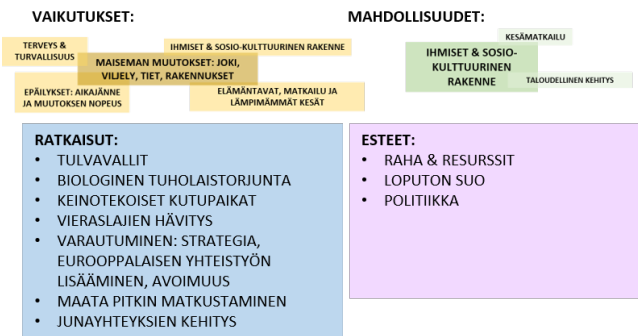 VAIKUTUKSET:
TERVEYS &
TURVALLISUUS
IHMISET & SOSIO-KULTTUURINEN RAKENNE
MAISEMAN MUUTOKSET: JOKI,
VILJELY, TIET, RAKENNUKSET
EPÄILYKSET: AIKAJÄNNE
JA MUUTOKSEN NOPEUS
ELÄMÄNTAVAT, MATKAILU JA
LÄMPIMÄMMÄT KESÄT
MAHDOLLISUUDET:
KESÄMATKAILU
IHMISET & SOSIO-
KULTTUURINEN
RAKENNE
TALOUDELLINEN KEHITYS
RATKAISUT:
• TULVAVALLIT
• BIOLOGINEN TUHOLAISTORJUNTA
• KEINOTEKOISET KUTUPAIKAT
• VIERASLAJIEN HÄVITYS
• VARAUTUMINEN: STRATEGIA,
EUROOPPALAISEN YHTEISTYÖN
LISÄÄMINEN, AVOIMUUS
• MAATA PITKIN MATKUSTAMINEN
• JUNAYHTEYKSIEN KEHITYS
ESTEET:
• RAHA & RESURSSIT
• LOPUTON SUO
• POLITIIKKA